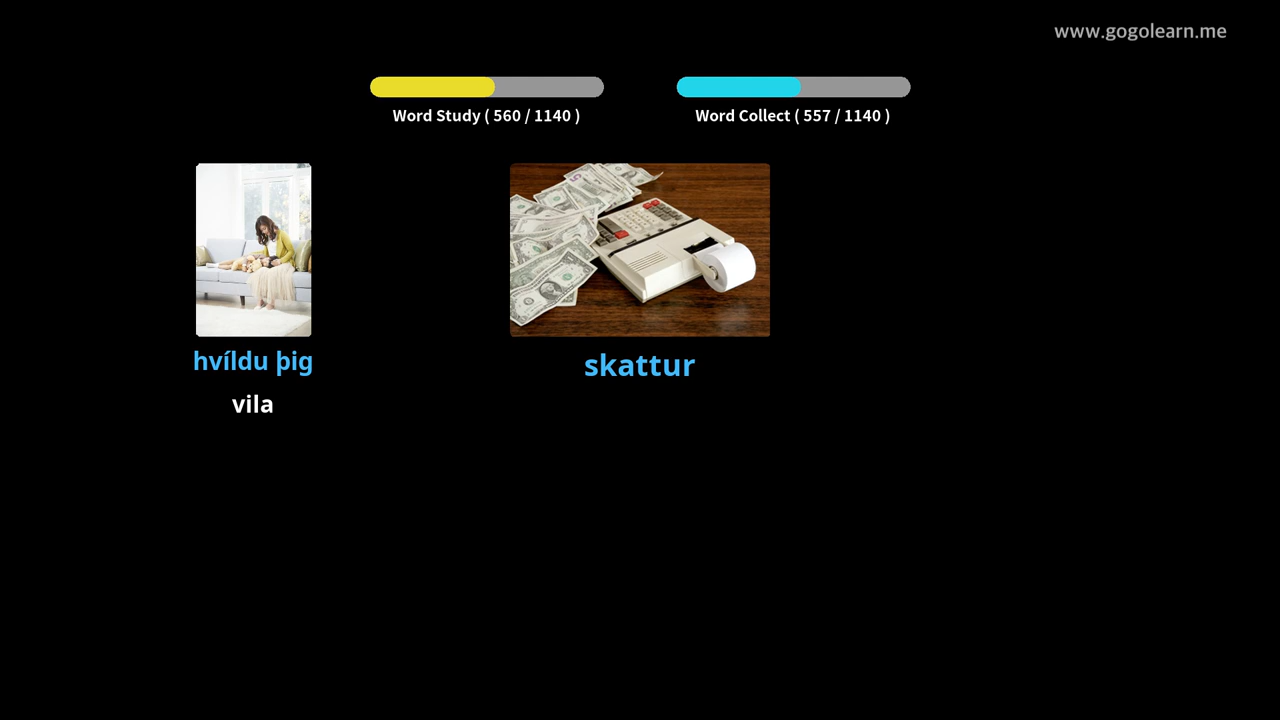 www.gogolearn.me
Word Study ( 560 / 1140 )
Word Collect ( 557 / 1140 )
hvíldu þig
vila
skattur